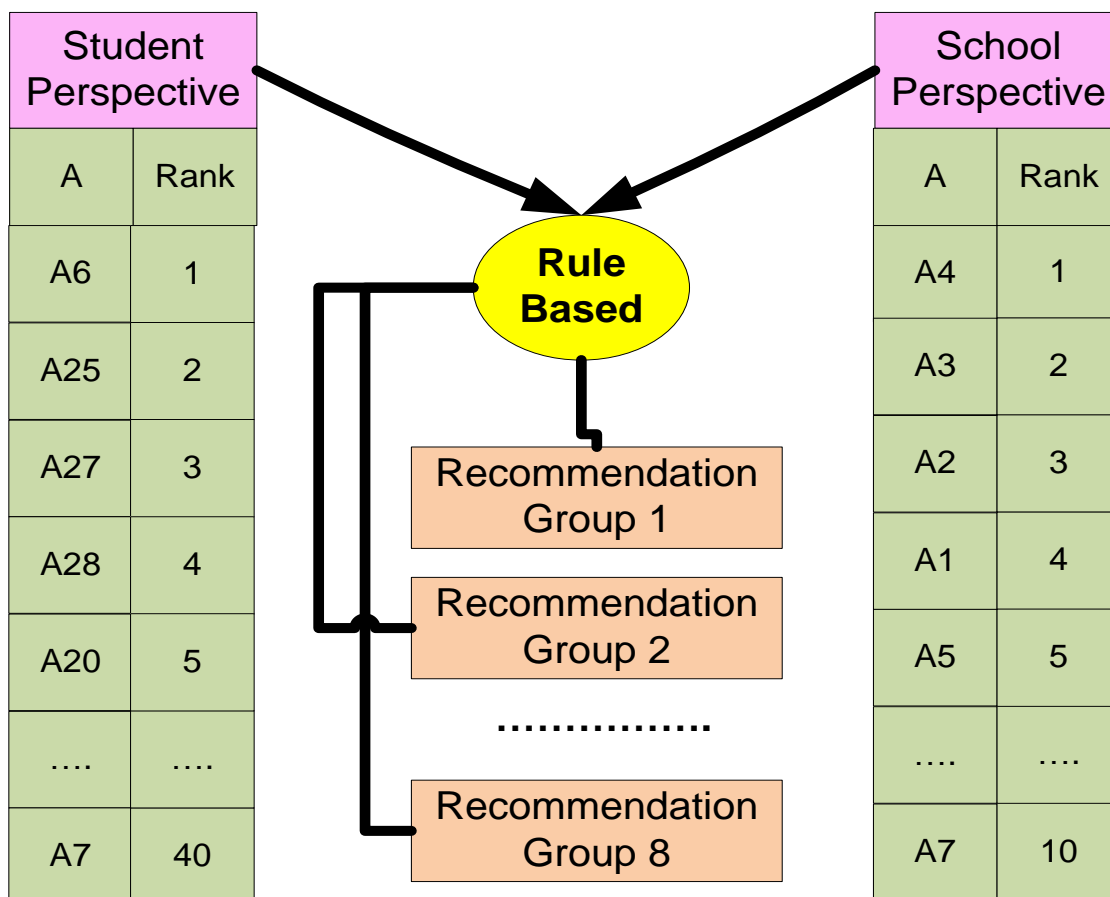 Student
Perspective
A Rank
A6 1
A25 2
A27 3
A28 4
A20 5
.... ....
A7 40
Rule
Based
Recommendation
Group 1
Recommendation
Group 2
................
Recommendation
Group 8
School
Perspective
A Rank
A4 1
A3 2
A2 3
A1 4
A5 5
.... ....
A7 10